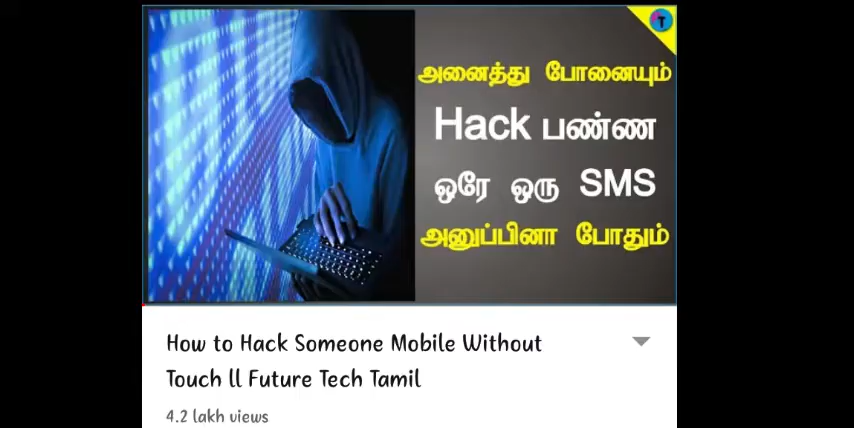 T
அனைத்து போனையும்
Hack பண்ண
ஒரே ஒரு SMS
அனுப்பினா போதும்
How to Hack Someone Mobile Without
Touch ll Future Tech Tamil
4.2 lakh views